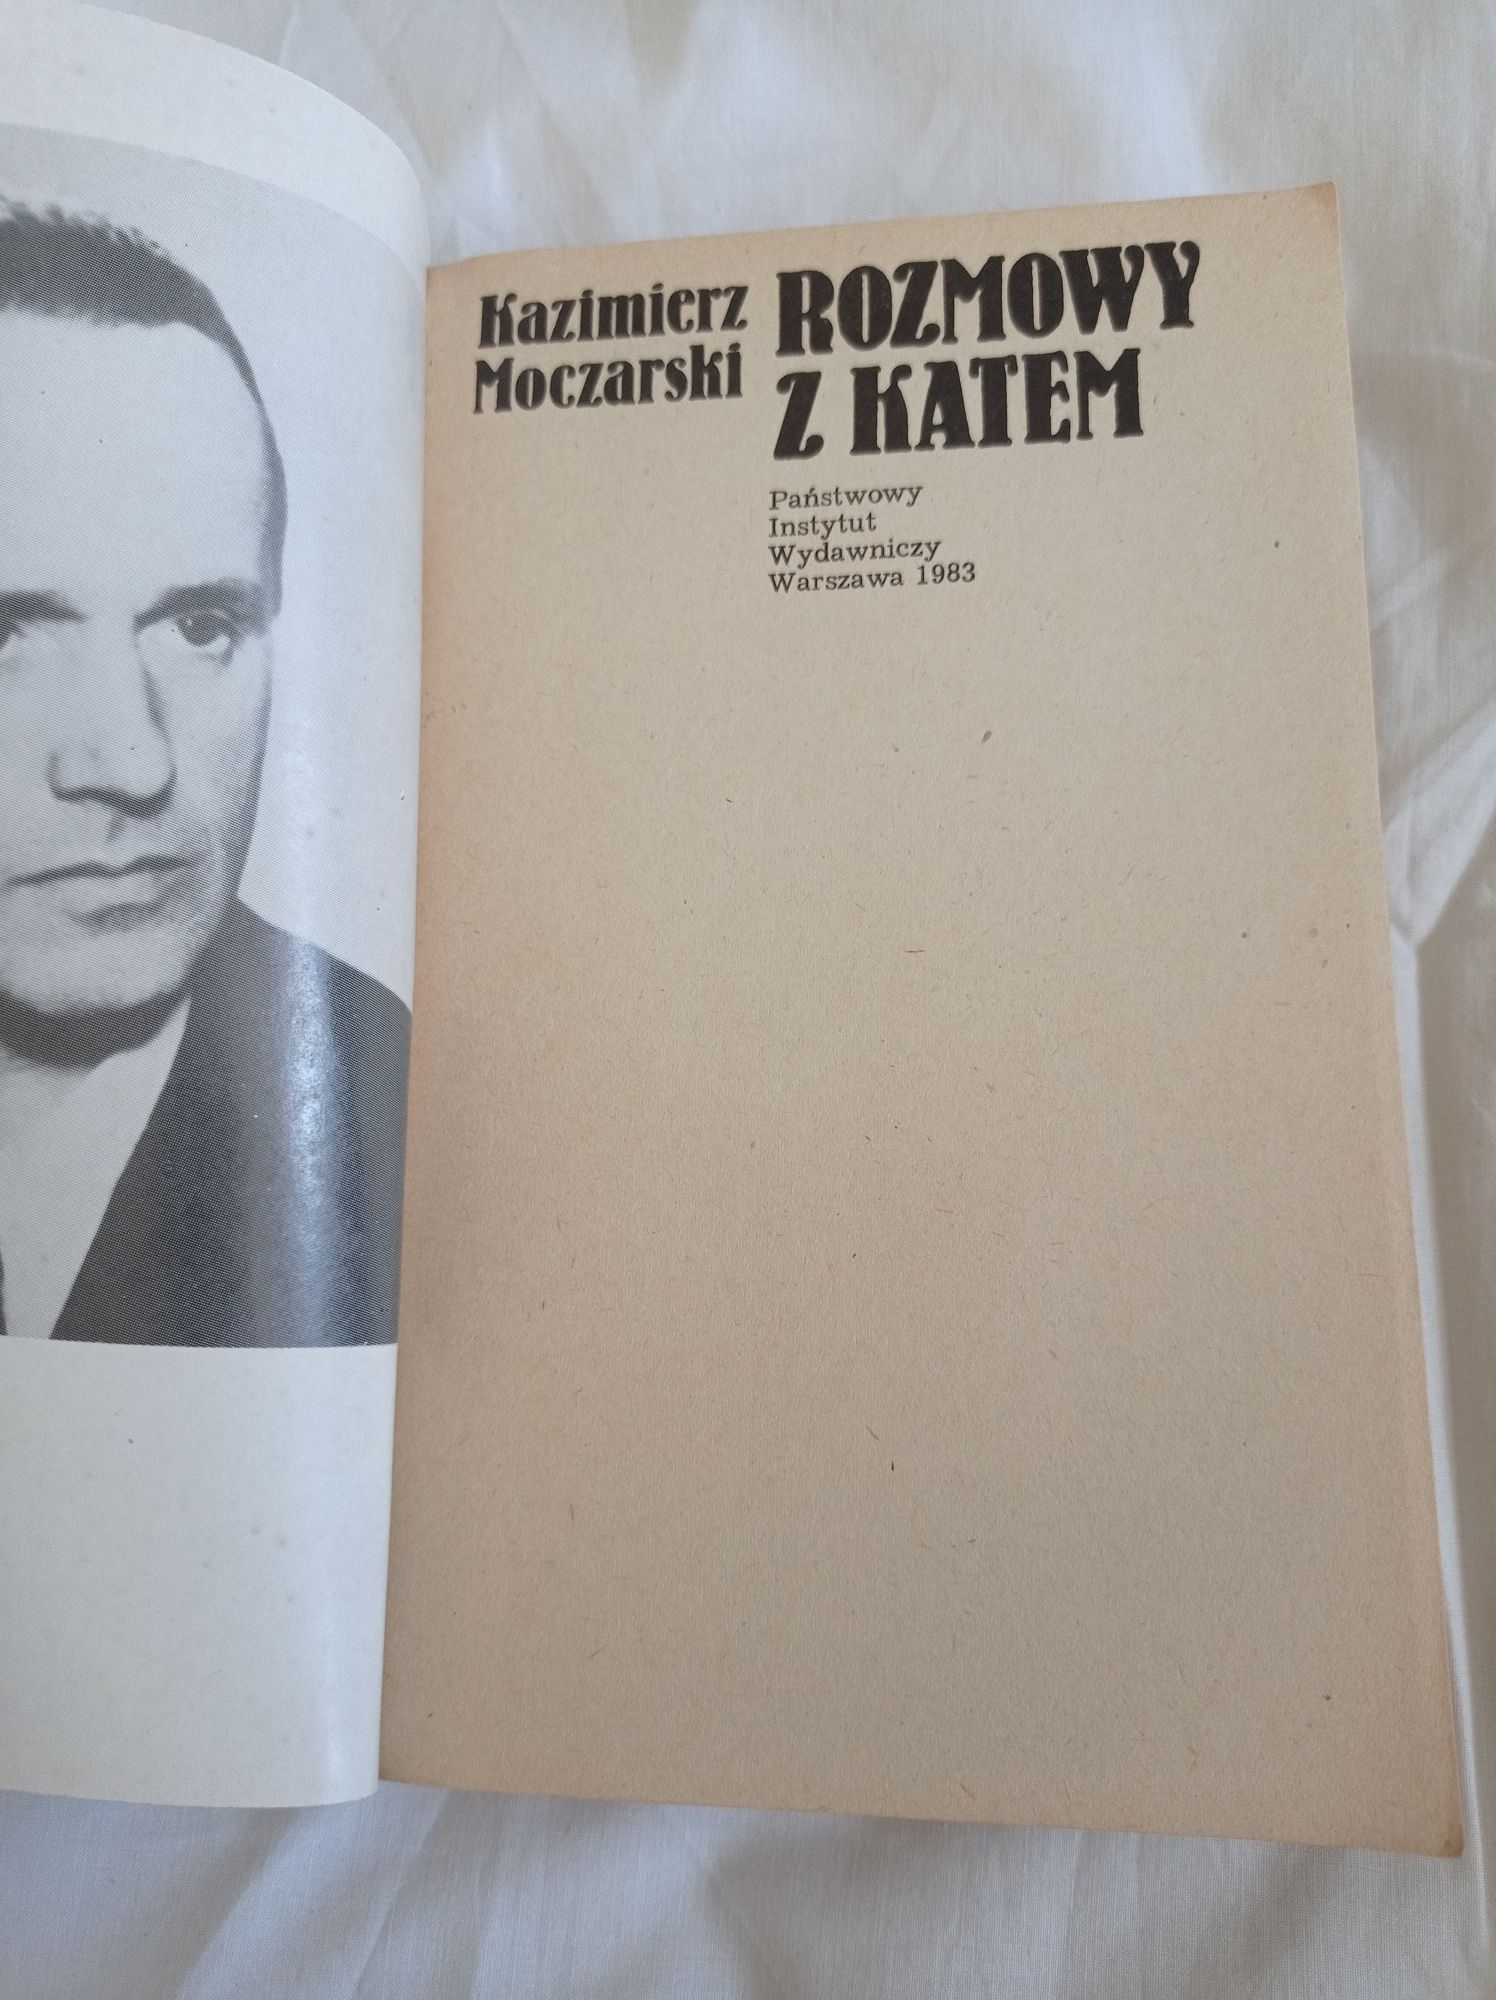 Kazimierz
Moczarski
ROZMOWY
Z KATEM
Państwowy
Instytut
Wydawniczy
Warszawa 1983